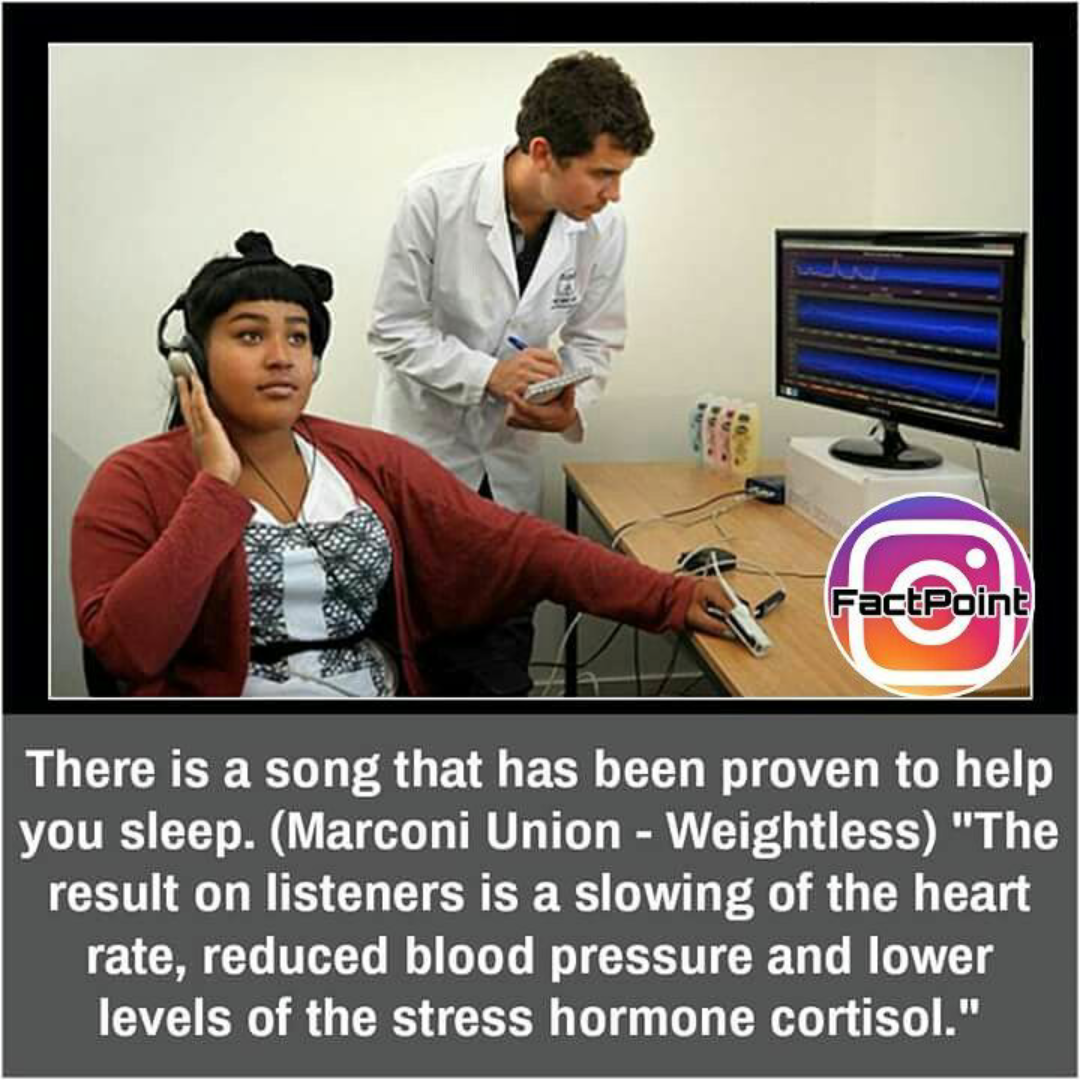 FactPoint
There is a song that has been proven to help
you sleep. (Marconi Union - Weightless) "The
result on listeners is a slowing of the heart
rate, reduced blood pressure and lower
levels of the stress hormone cortisol."